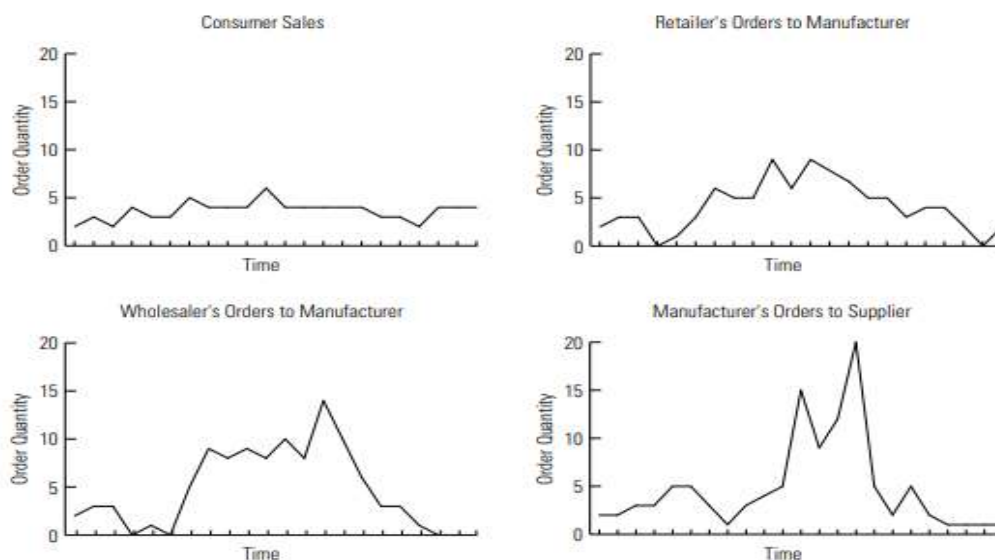 Consumer Sales
20
15
10
5
0
Order Quantity
Time
Retailer's Orders to Manufacturer
20
15
10
5
0
Order Quantity
Time
Wholesaler's Orders to Manufacturer
20
15
10
5
0
Order Quantity
Time
Manufacturer's Orders to Supplier
20
15
10
5
0
Order Quantity
Time